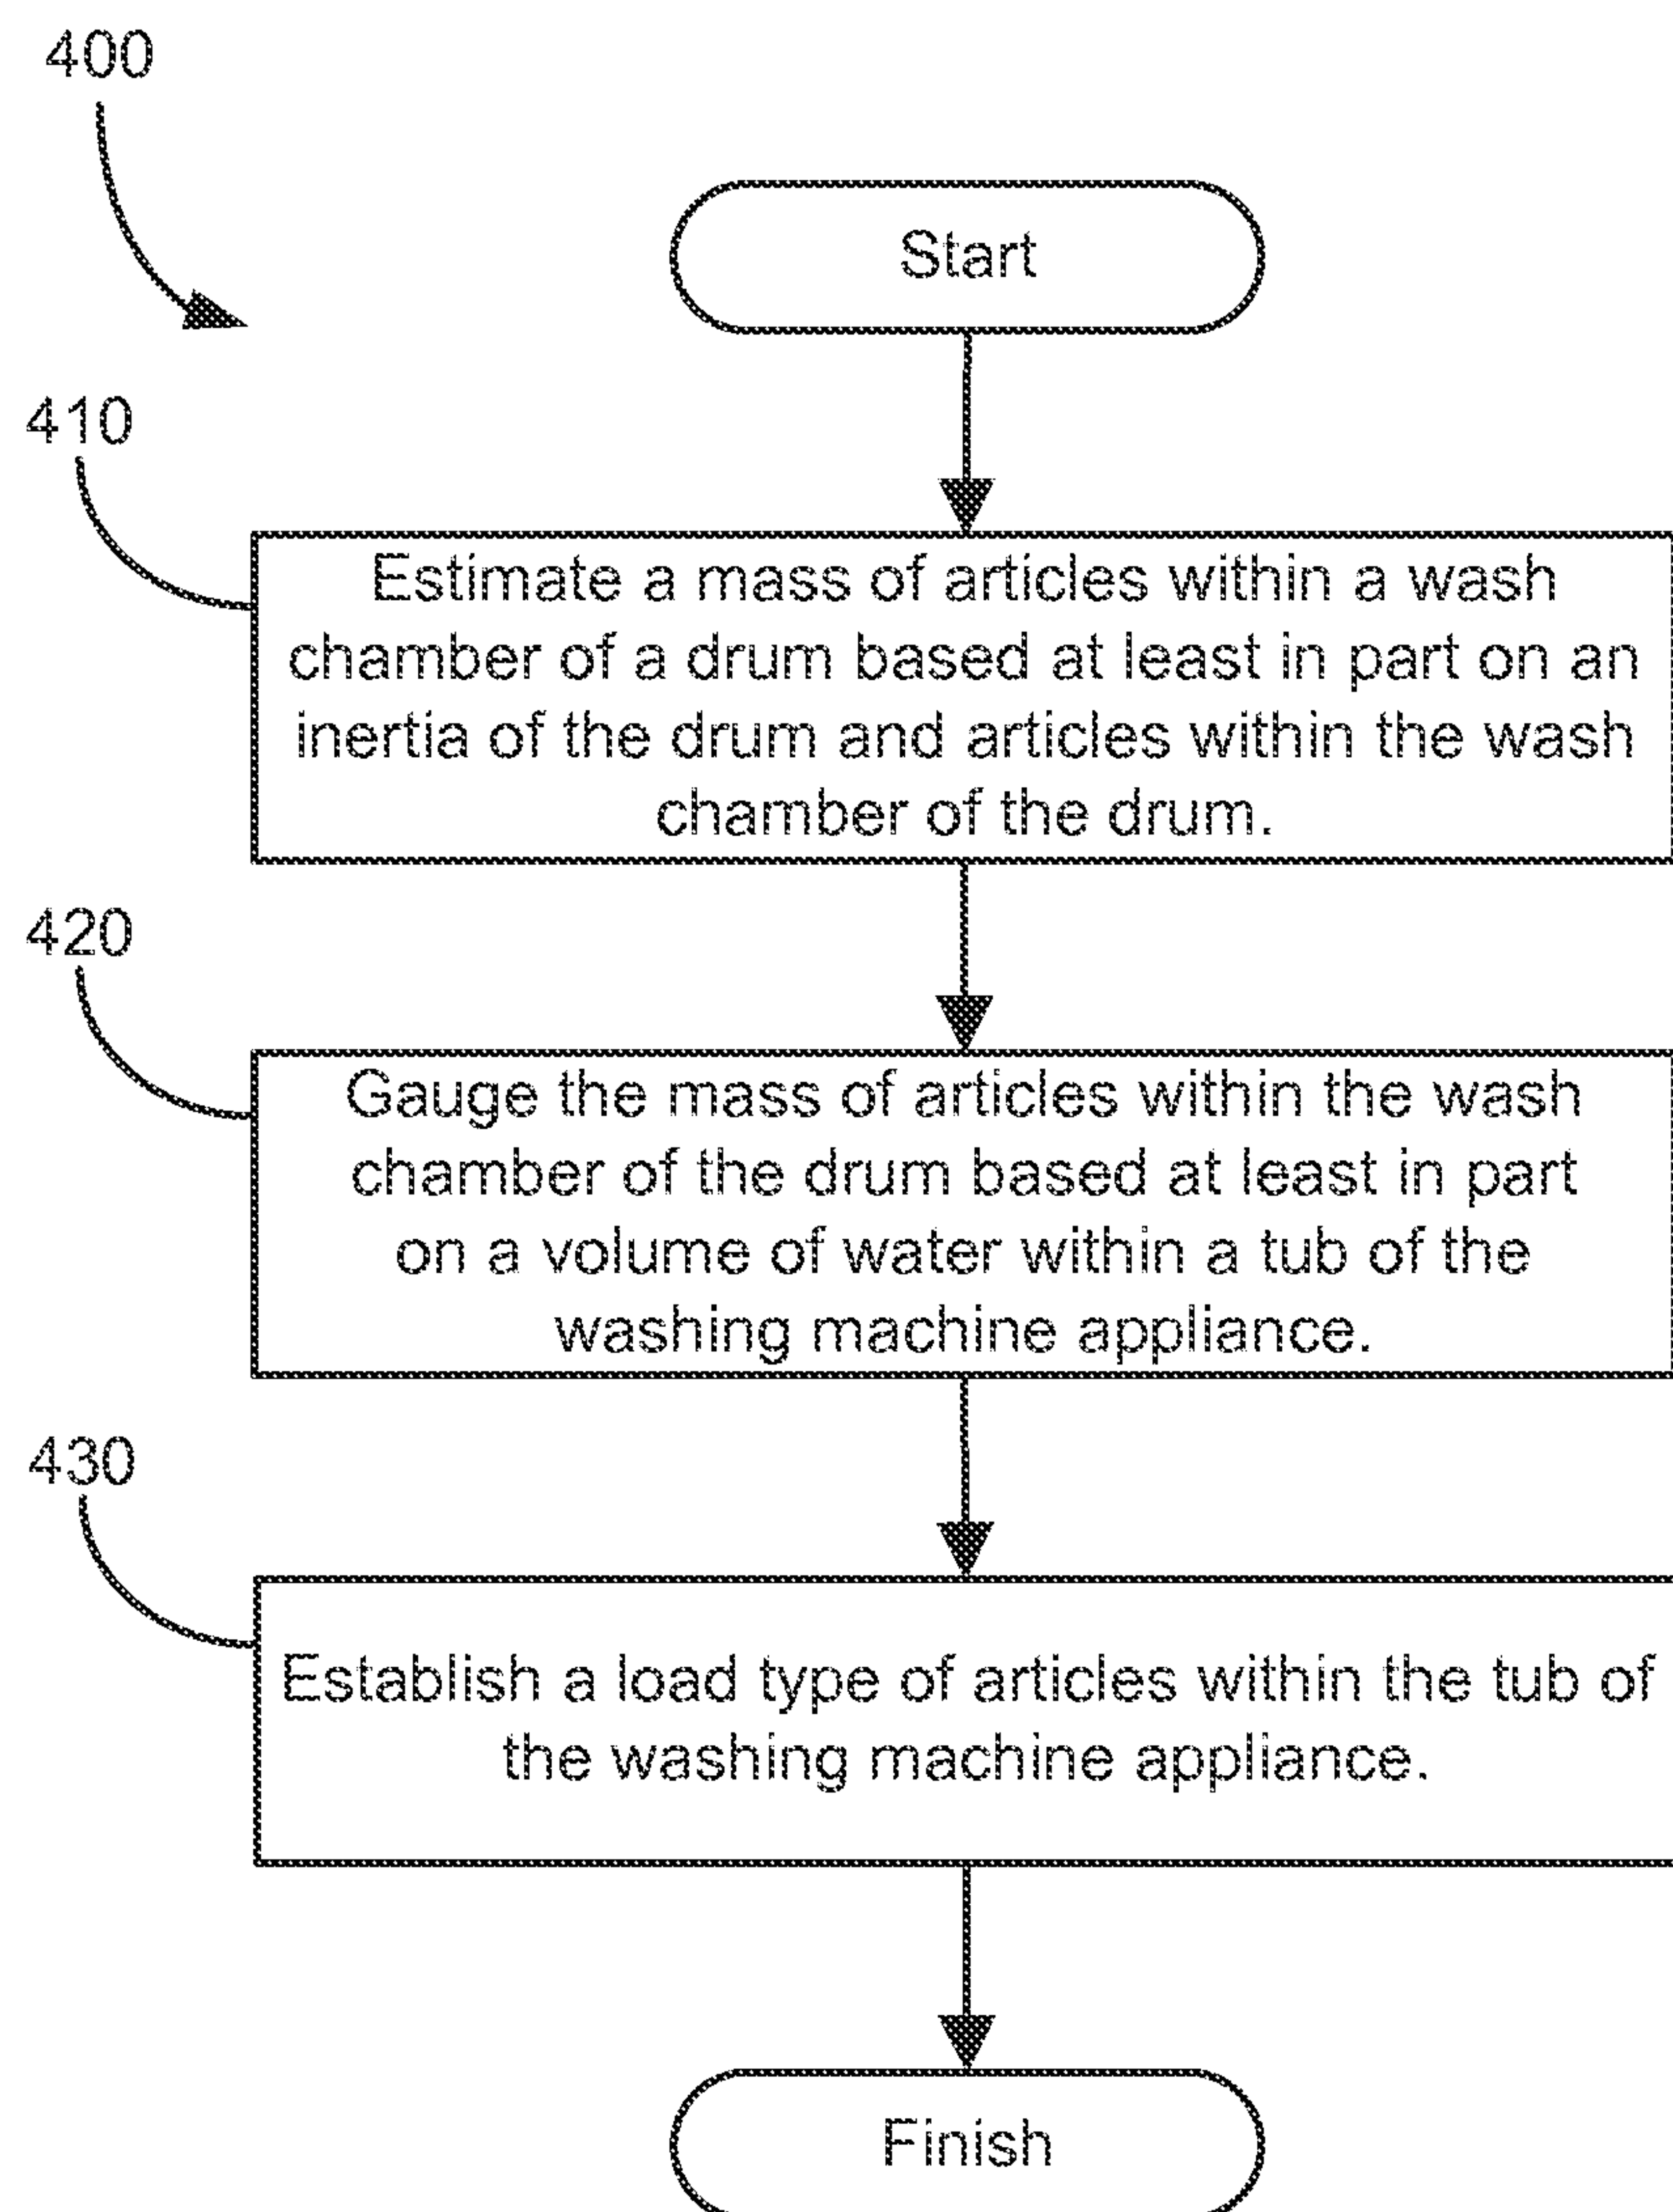 400
Start
410
Estimate a mass of articles within a wash
chamber of a drum based at least in part on an
inertia of the drum and articles within the wash
chamber of the drum.
420
Gauge the mass of articles within the wash
chamber of the drum based at least in part
on a volume of water within a tub of the
washing machine appliance.
430
Establish a load type of articles within the tub of
the washing machine appliance.
Finish